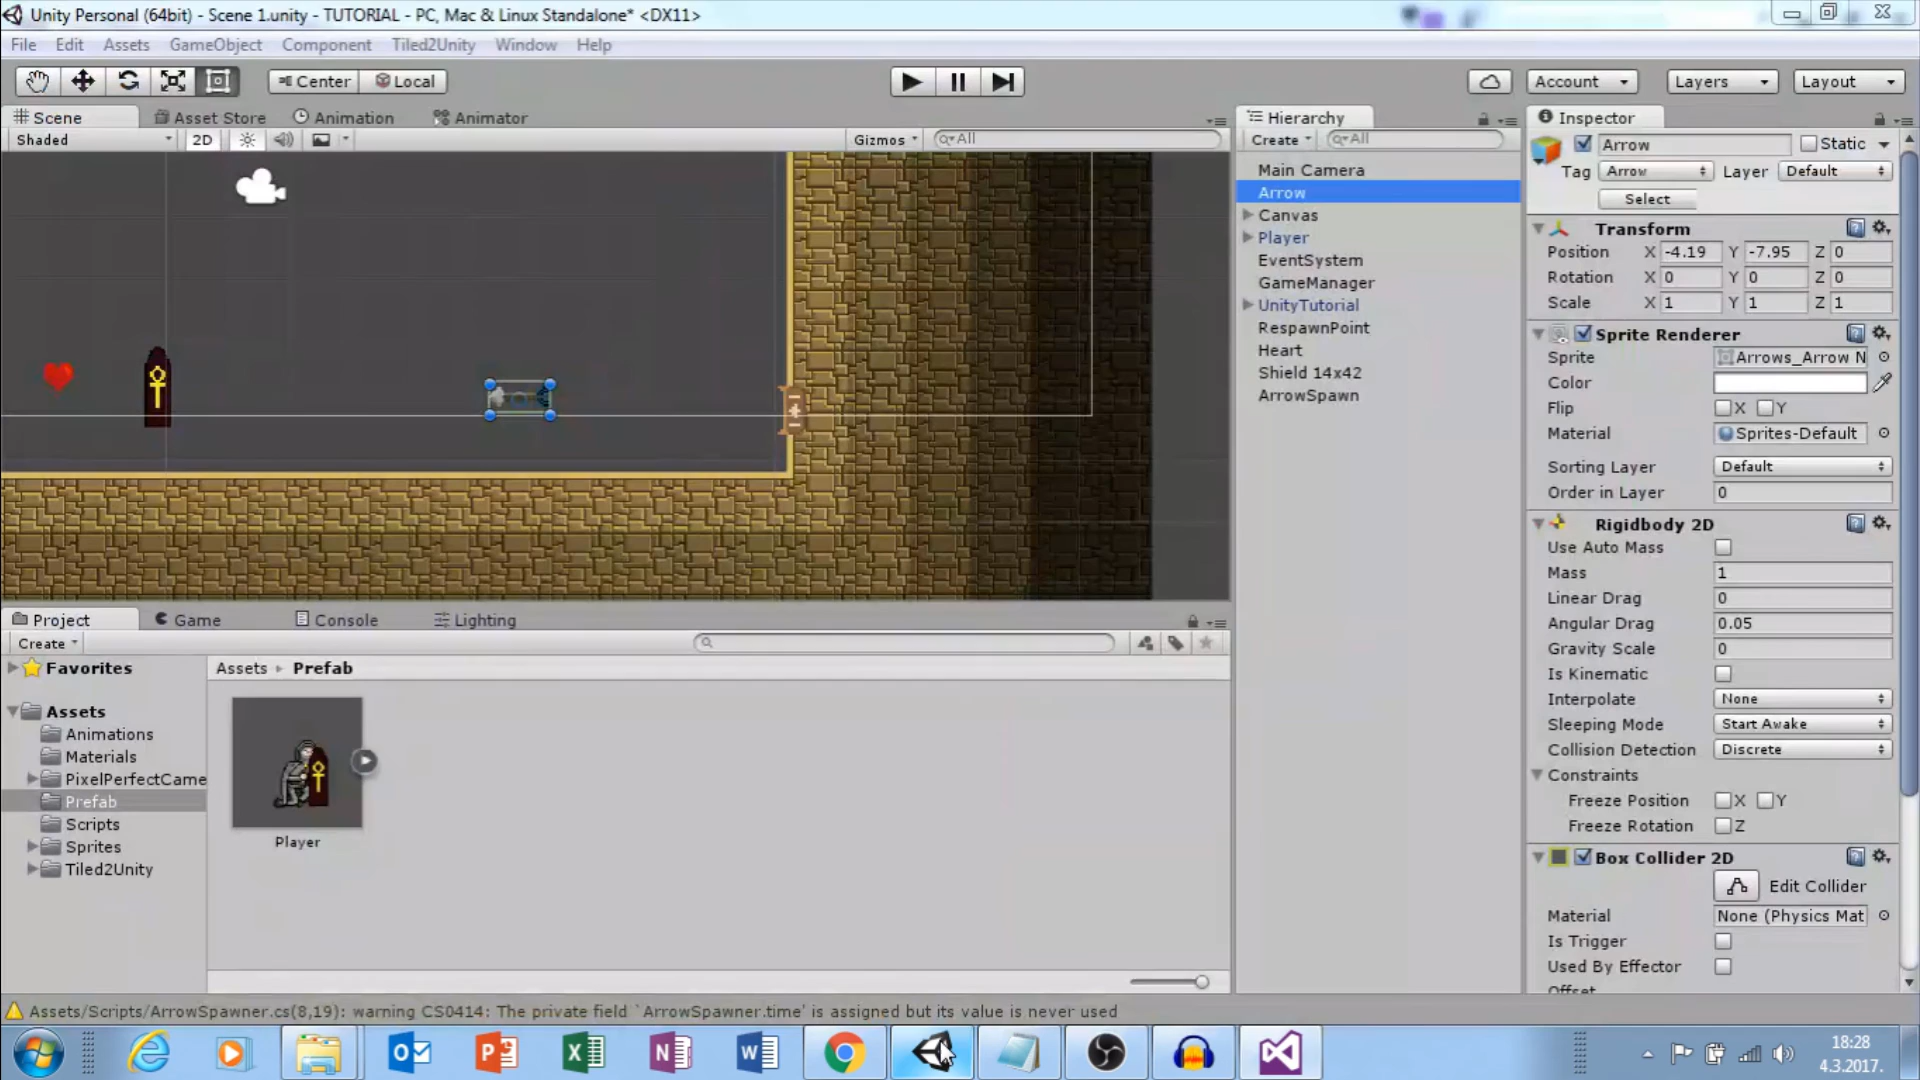 Unity Personal (64bit) - Scene 1.unity - TUTORIAL - PC, Mac & Linux Standalone* <DX11>
File Edit Assets GameObject Component Tiled2Unity Window Help
Center Local Account Layers Layout
Scene Asset Store Animation Animator
Shaded 2D Gizmos All
Hierarchy
Create All
Main Camera
Arrow
Canvas
Player
EventSystem
GameManager
UnityTutorial
RespawnPoint
Heart
Shield 14x42
ArrowSpawn
Inspector
Arrow Static
Tag Arrow Layer Default
Select
Transform
Position X -4.19 Y -7.95 Z 0
Rotation X 0 Y 0 Z 0
Scale X 1 Y 1 Z 1
Sprite Renderer
Sprite Arrows_Arrow N
Color
Flip X Y
Material Sprites-Default
Sorting Layer Default
Order in Layer 0
Rigidbody 2D
Use Auto Mass
Mass 1
Linear Drag 0
Angular Drag 0.05
Gravity Scale 0
Is Kinematic
Interpolate None
Sleeping Mode Start Awake
Collision Detection Discrete
Constraints
Freeze Position X Y
Freeze Rotation Z
Box Collider 2D
Edit Collider
Material None (Physics Mat
Is Trigger
Used By Effector
Offset
Project Game Console Lighting
Create
Favorites
Assets
Animations
Materials
PixelPerfectCame
Prefab
Scripts
Sprites
Tiled2Unity
Assets Prefab
Player
Assets/Scripts/ArrowSpawner.cs(8,19): warning CS0414: The private field `ArrowSpawner.time' is assigned but its value is never used
18:28
4.3.2017.